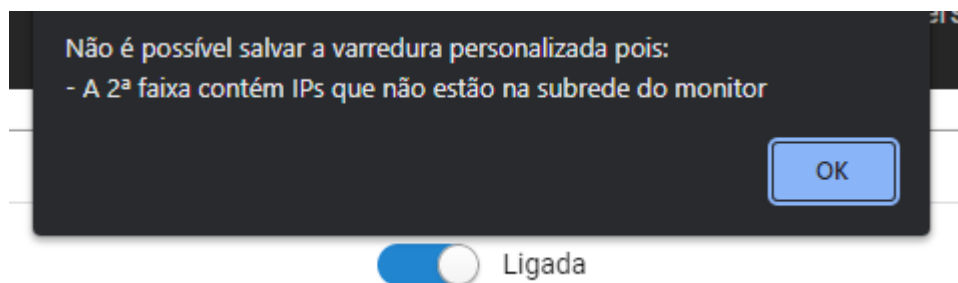 Não é possível salvar a varredura personalizada pois:
- A 2ª faixa contém IPs que não estão na subrede do monitor
OK
Ligada